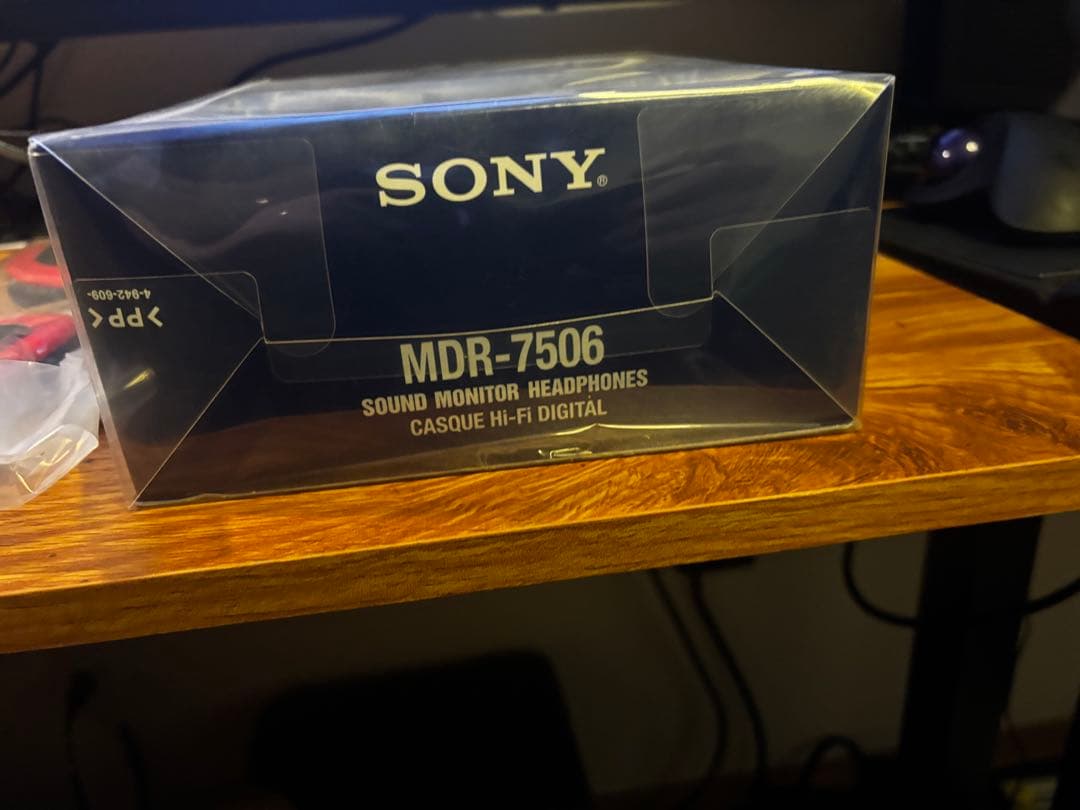 SONY®
4-942-609-
>PP<
MDR-7506
SOUND MONITOR HEADPHONES
CASQUE Hi-Fi DIGITAL